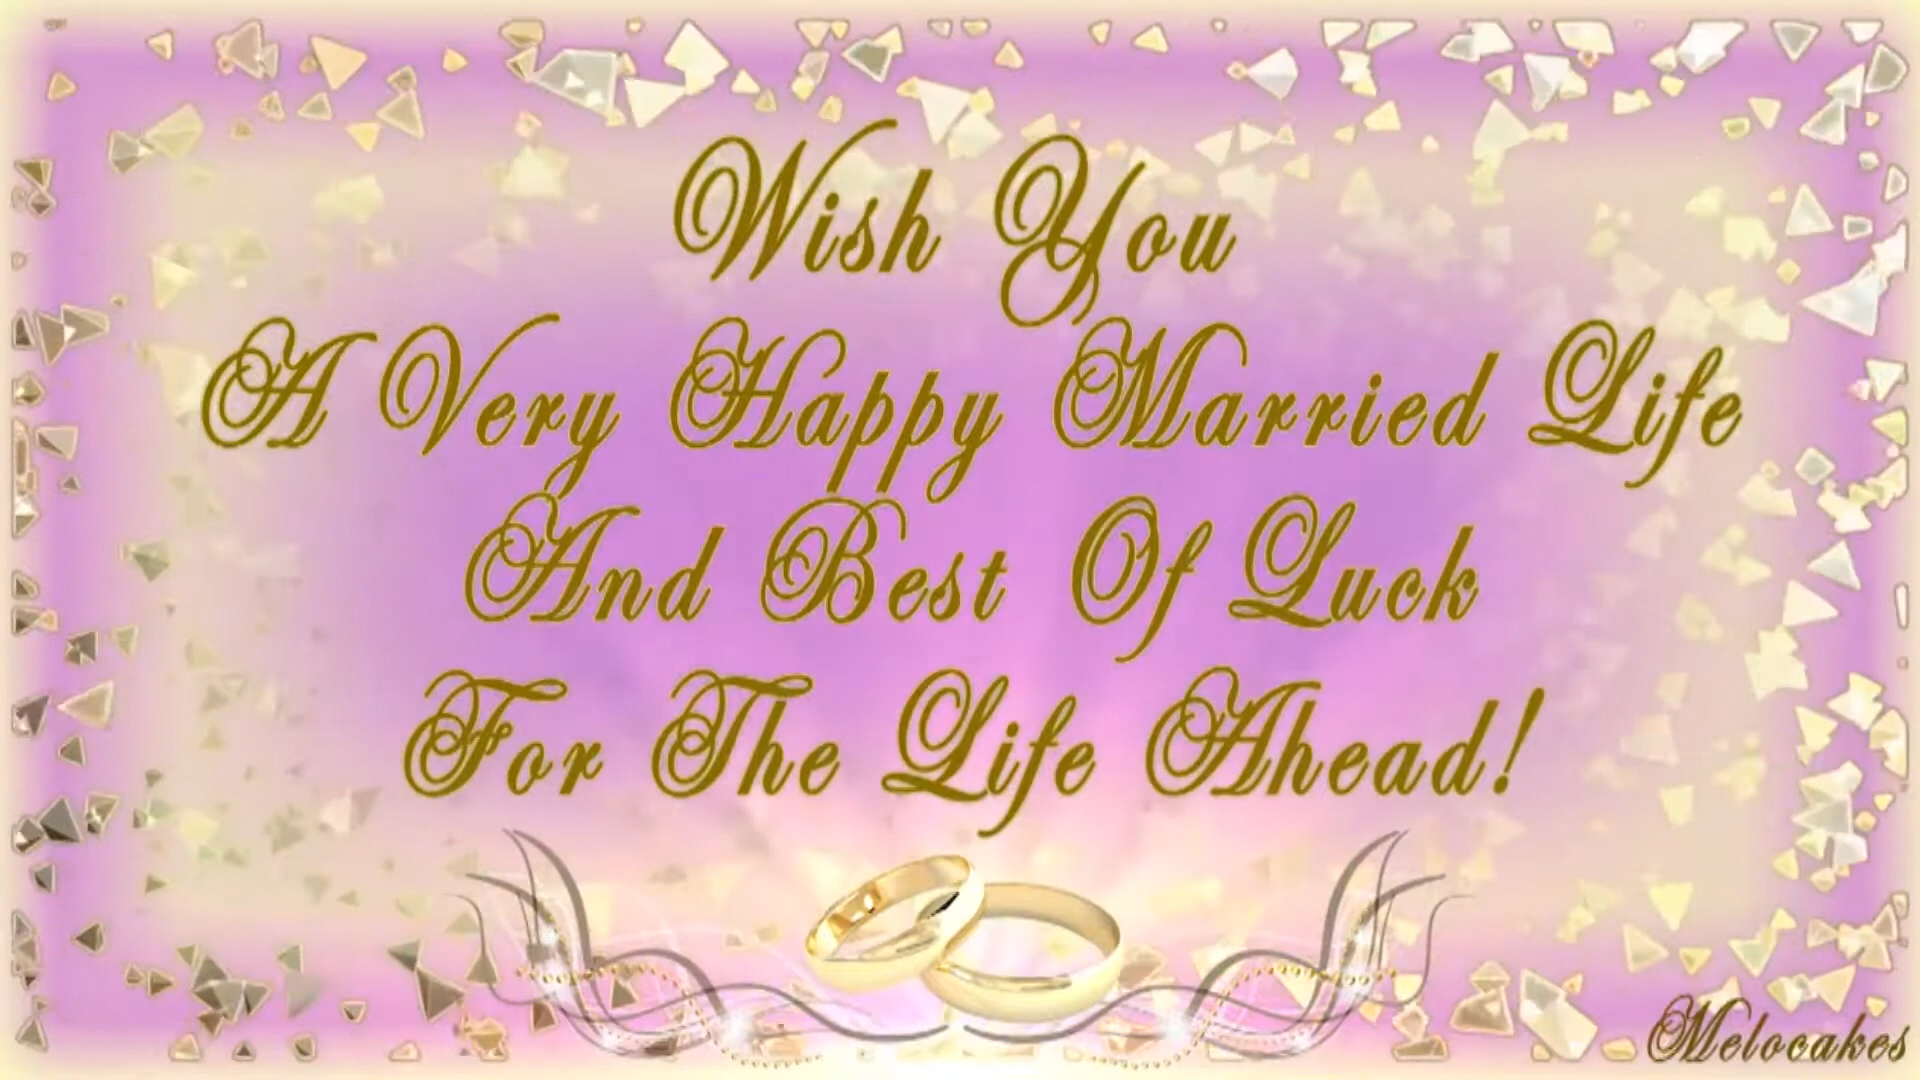 Wish You
A Very Happy Married Life
And Best Of Luck
For The Life Ahead!
Melocakes